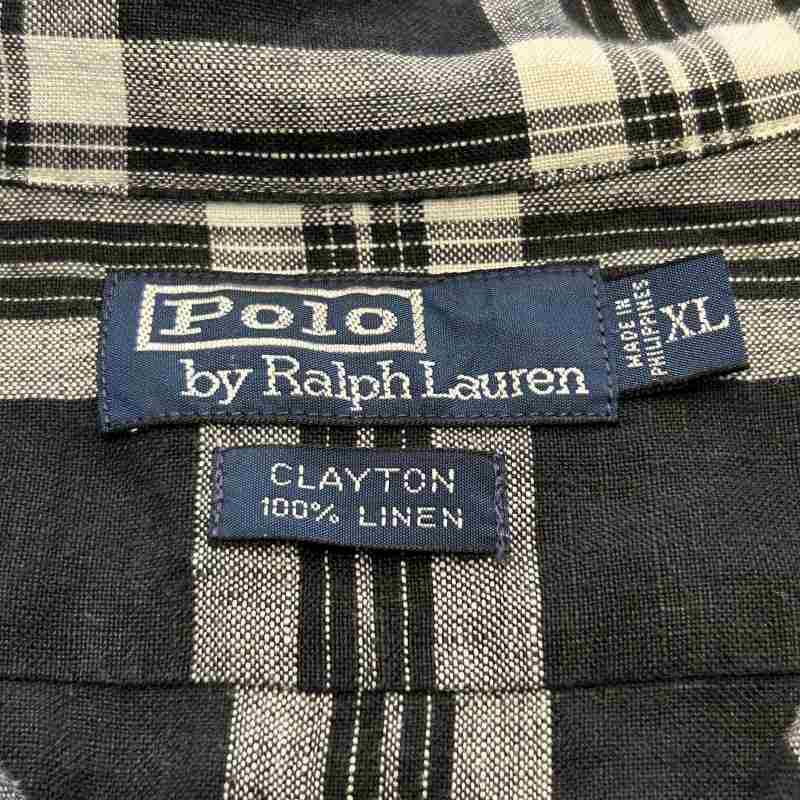 Polo
by Ralph Lauren
MADE IN
PHILIPPINES
XL
CLAYTON
100% LINEN